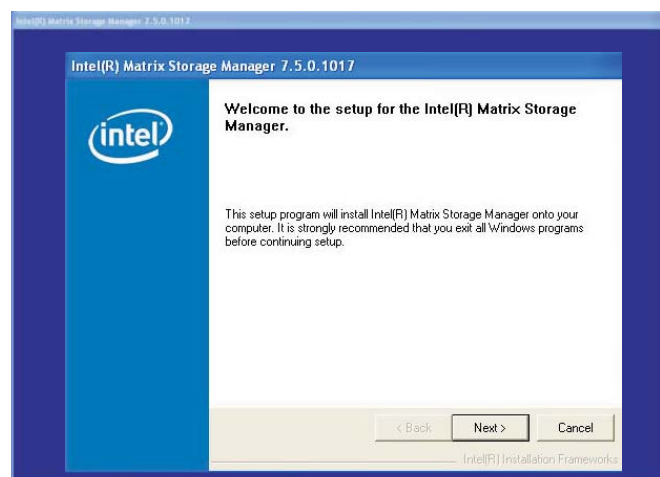 Intel(R) Matrix Storage Manager 7.5.0.1017
Intel(R) Matrix Storage Manager 7.5.0.1017
intel
Welcome to the setup for the Intel(R) Matrix Storage
Manager.
This setup program will install Intel(R) Matrix Storage Manager onto your
computer. It is strongly recommended that you exit all Windows programs
before continuing setup.
< Back
Next >
Cancel
Intel(R) Installation Frameworks